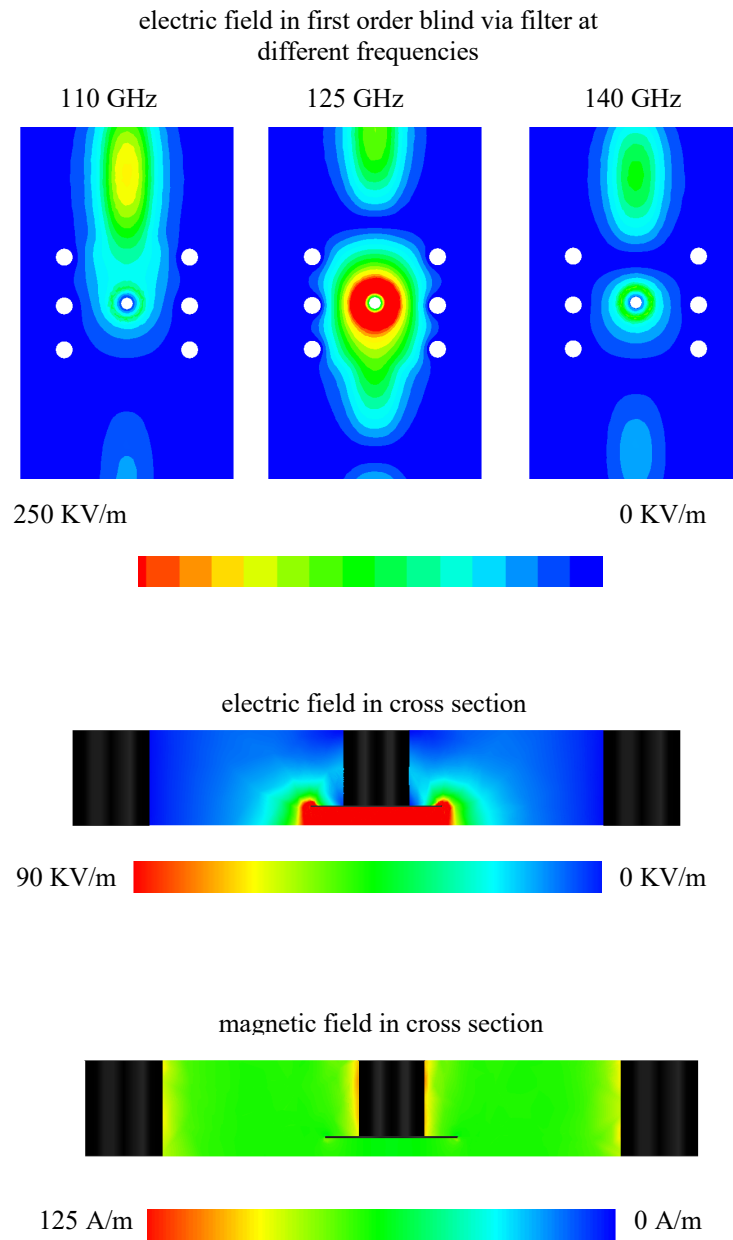 electric field in first order blind via filter at
different frequencies
110 GHz
125 GHz
140 GHz
250 KV/m
0 KV/m
electric field in cross section
90 KV/m
0 KV/m
magnetic field in cross section
125 A/m
0 A/m